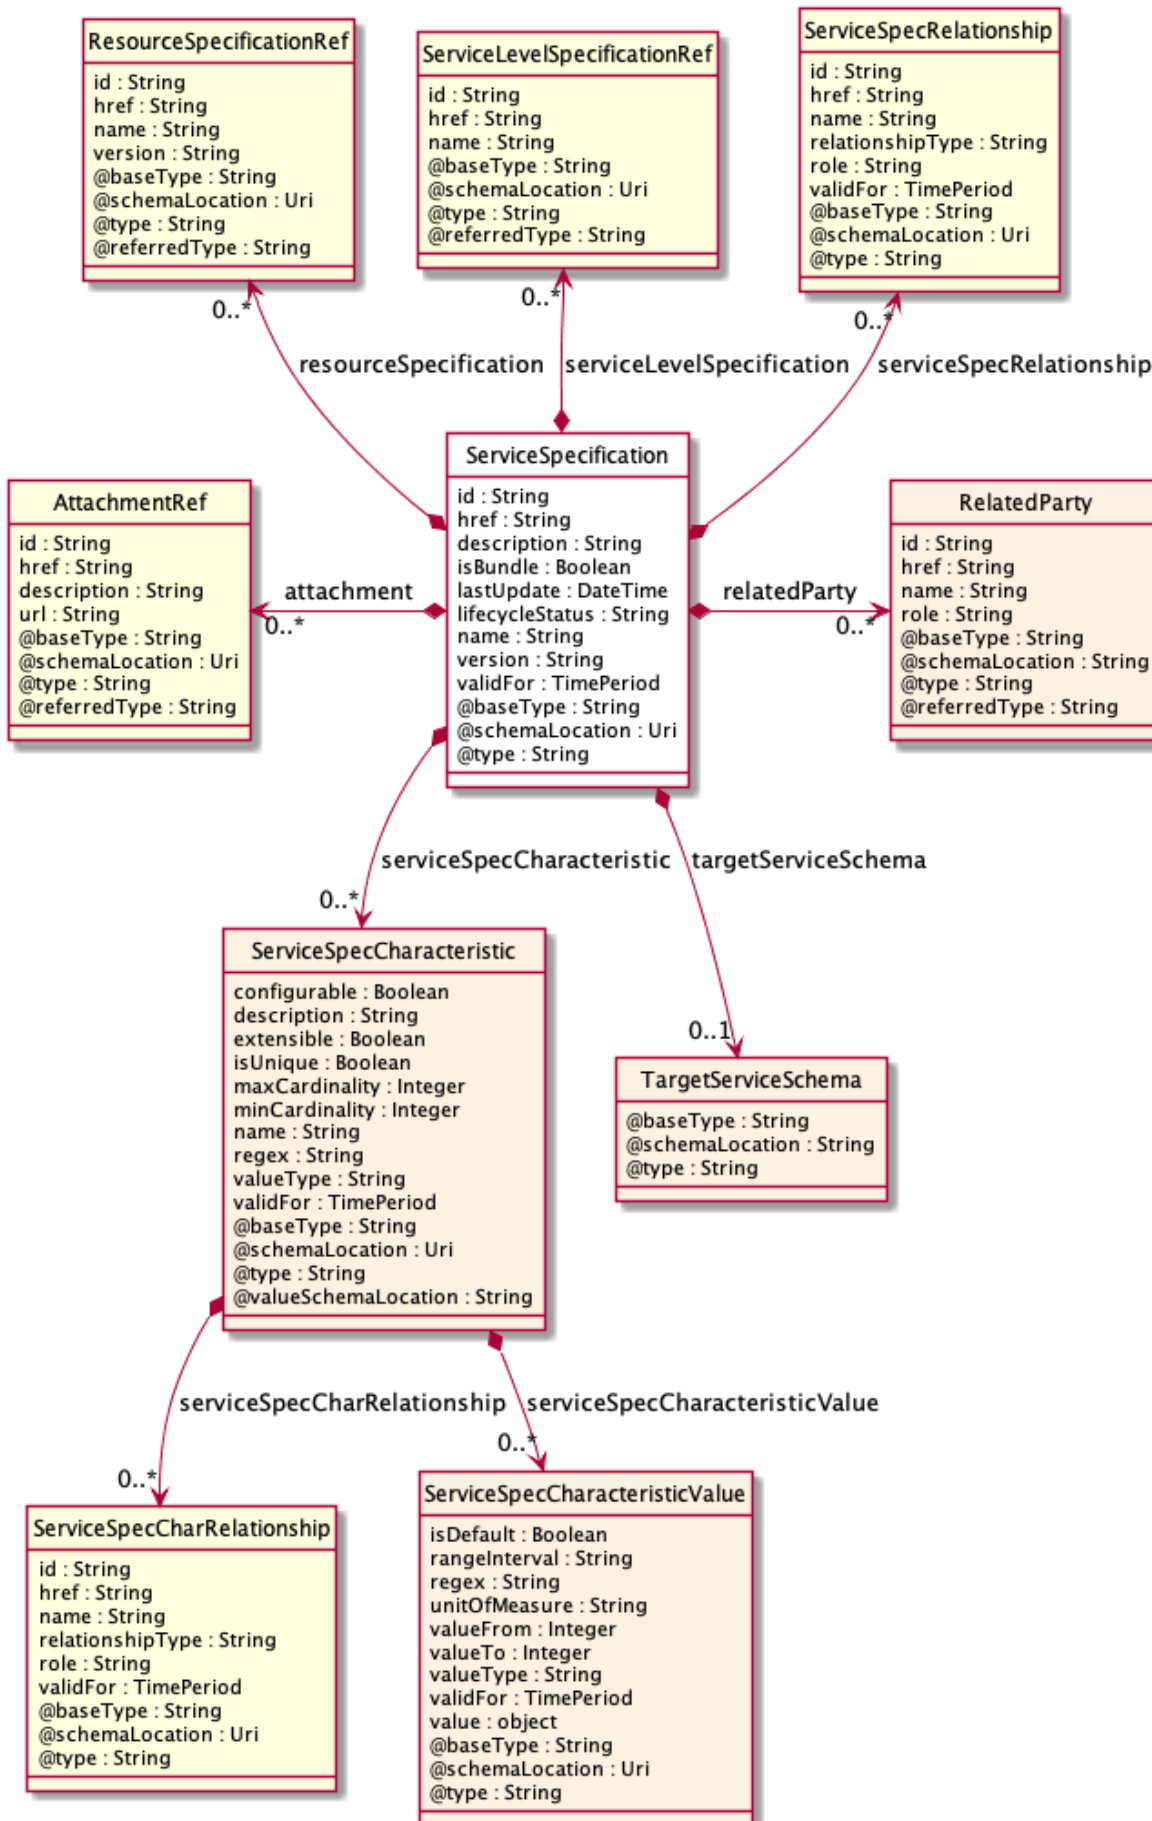 ResourceSpecificationRef
id : String
href : String
name : String
version : String
@baseType : String
@schemaLocation : Uri
@type : String
@referredType : String
ServiceLevelSpecificationRef
id : String
href : String
name : String
@baseType : String
@schemaLocation : Uri
@type : String
@referredType : String
ServiceSpecRelationship
id : String
href : String
name : String
relationshipType : String
role : String
validFor : TimePeriod
@baseType : String
@schemaLocation : Uri
@type : String
0..*
0..*
0..*
resourceSpecification
serviceLevelSpecification
serviceSpecRelationship
AttachmentRef
id : String
href : String
description : String
url : String
@baseType : String
@schemaLocation : Uri
@type : String
@referredType : String
attachment
0..*
ServiceSpecification
id : String
href : String
description : String
isBundle : Boolean
lastUpdate : DateTime
lifecycleStatus : String
name : String
version : String
validFor : TimePeriod
@baseType : String
@schemaLocation : Uri
@type : String
relatedParty
0..*
RelatedParty
id : String
href : String
name : String
role : String
@baseType : String
@schemaLocation : String
@type : String
@referredType : String
serviceSpecCharacteristic
targetServiceSchema
0..*
0..1
ServiceSpecCharacteristic
configurable : Boolean
description : String
extensible : Boolean
isUnique : Boolean
maxCardinality : Integer
minCardinality : Integer
name : String
regex : String
valueType : String
validFor : TimePeriod
@baseType : String
@schemaLocation : Uri
@type : String
@valueSchemaLocation : String
TargetServiceSchema
@baseType : String
@schemaLocation : String
@type : String
serviceSpecCharRelationship
serviceSpecCharacteristicValue
0..*
0..*
ServiceSpecCharRelationship
id : String
href : String
name : String
relationshipType : String
role : String
validFor : TimePeriod
@baseType : String
@schemaLocation : Uri
@type : String
ServiceSpecCharacteristicValue
isDefault : Boolean
rangeInterval : String
regex : String
unitOfMeasure : String
valueFrom : Integer
valueTo : Integer
valueType : String
validFor : TimePeriod
value : object
@baseType : String
@schemaLocation : Uri
@type : String